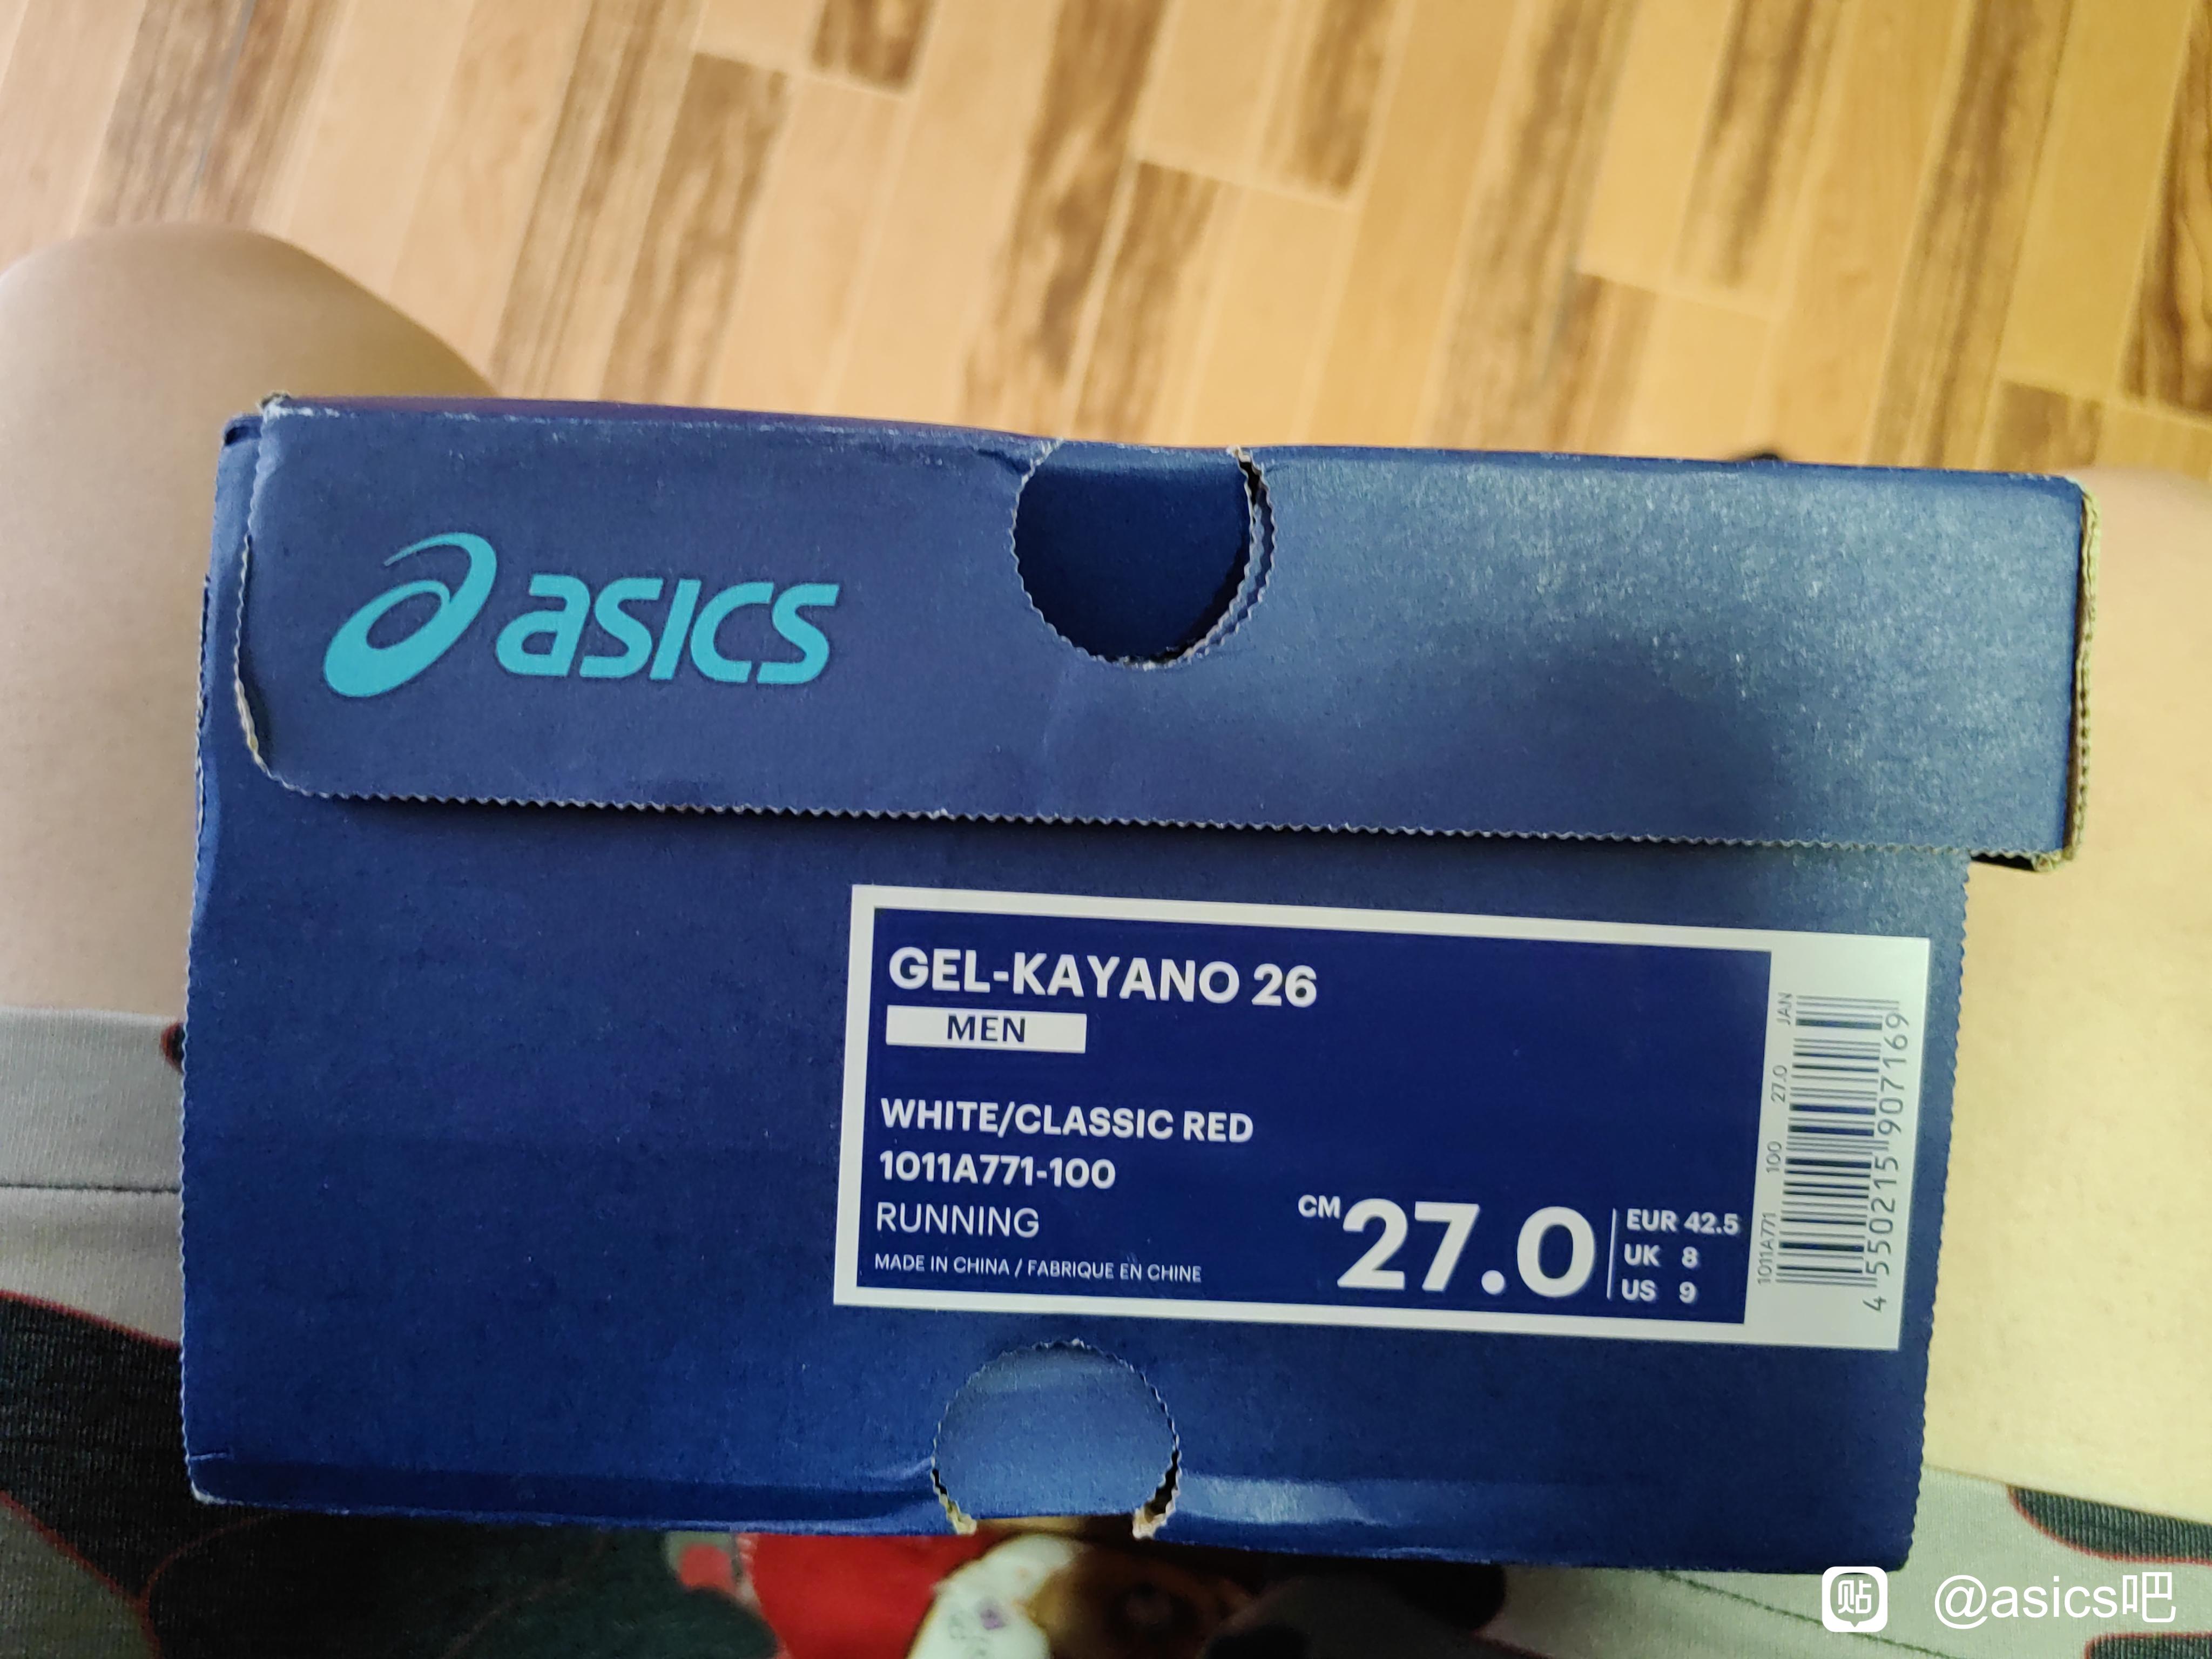 asics
GEL-KAYANO 26
MEN
WHITE/CLASSIC RED
1011A771-100
RUNNING
MADE IN CHINA / FABRIQUE EN CHINE
CM 27.0
EUR 42.5
UK 8
US 9
1011A771 100 27.0 JAN
4 550215 907169
贴 @asics吧